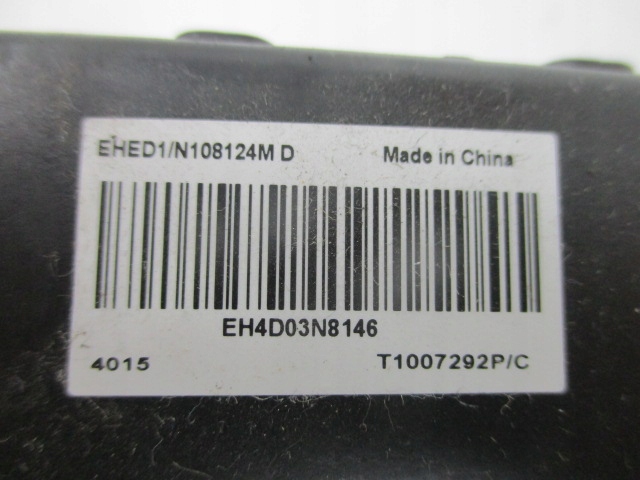 EHED1/N108124M D Made in China
EH4D03N8146
4015 T1007292P/C